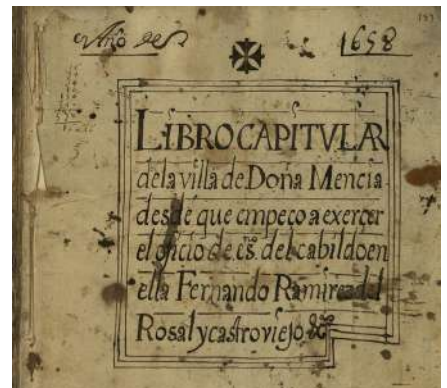 Año de
1658
LIBRO CAPITVLAR
de la villa de Doña Mencia
desde que empeço a exerçer
el oficio de es.º del cabildo en
ella Fernando Ramirez del
Rosal y castroviejo &c